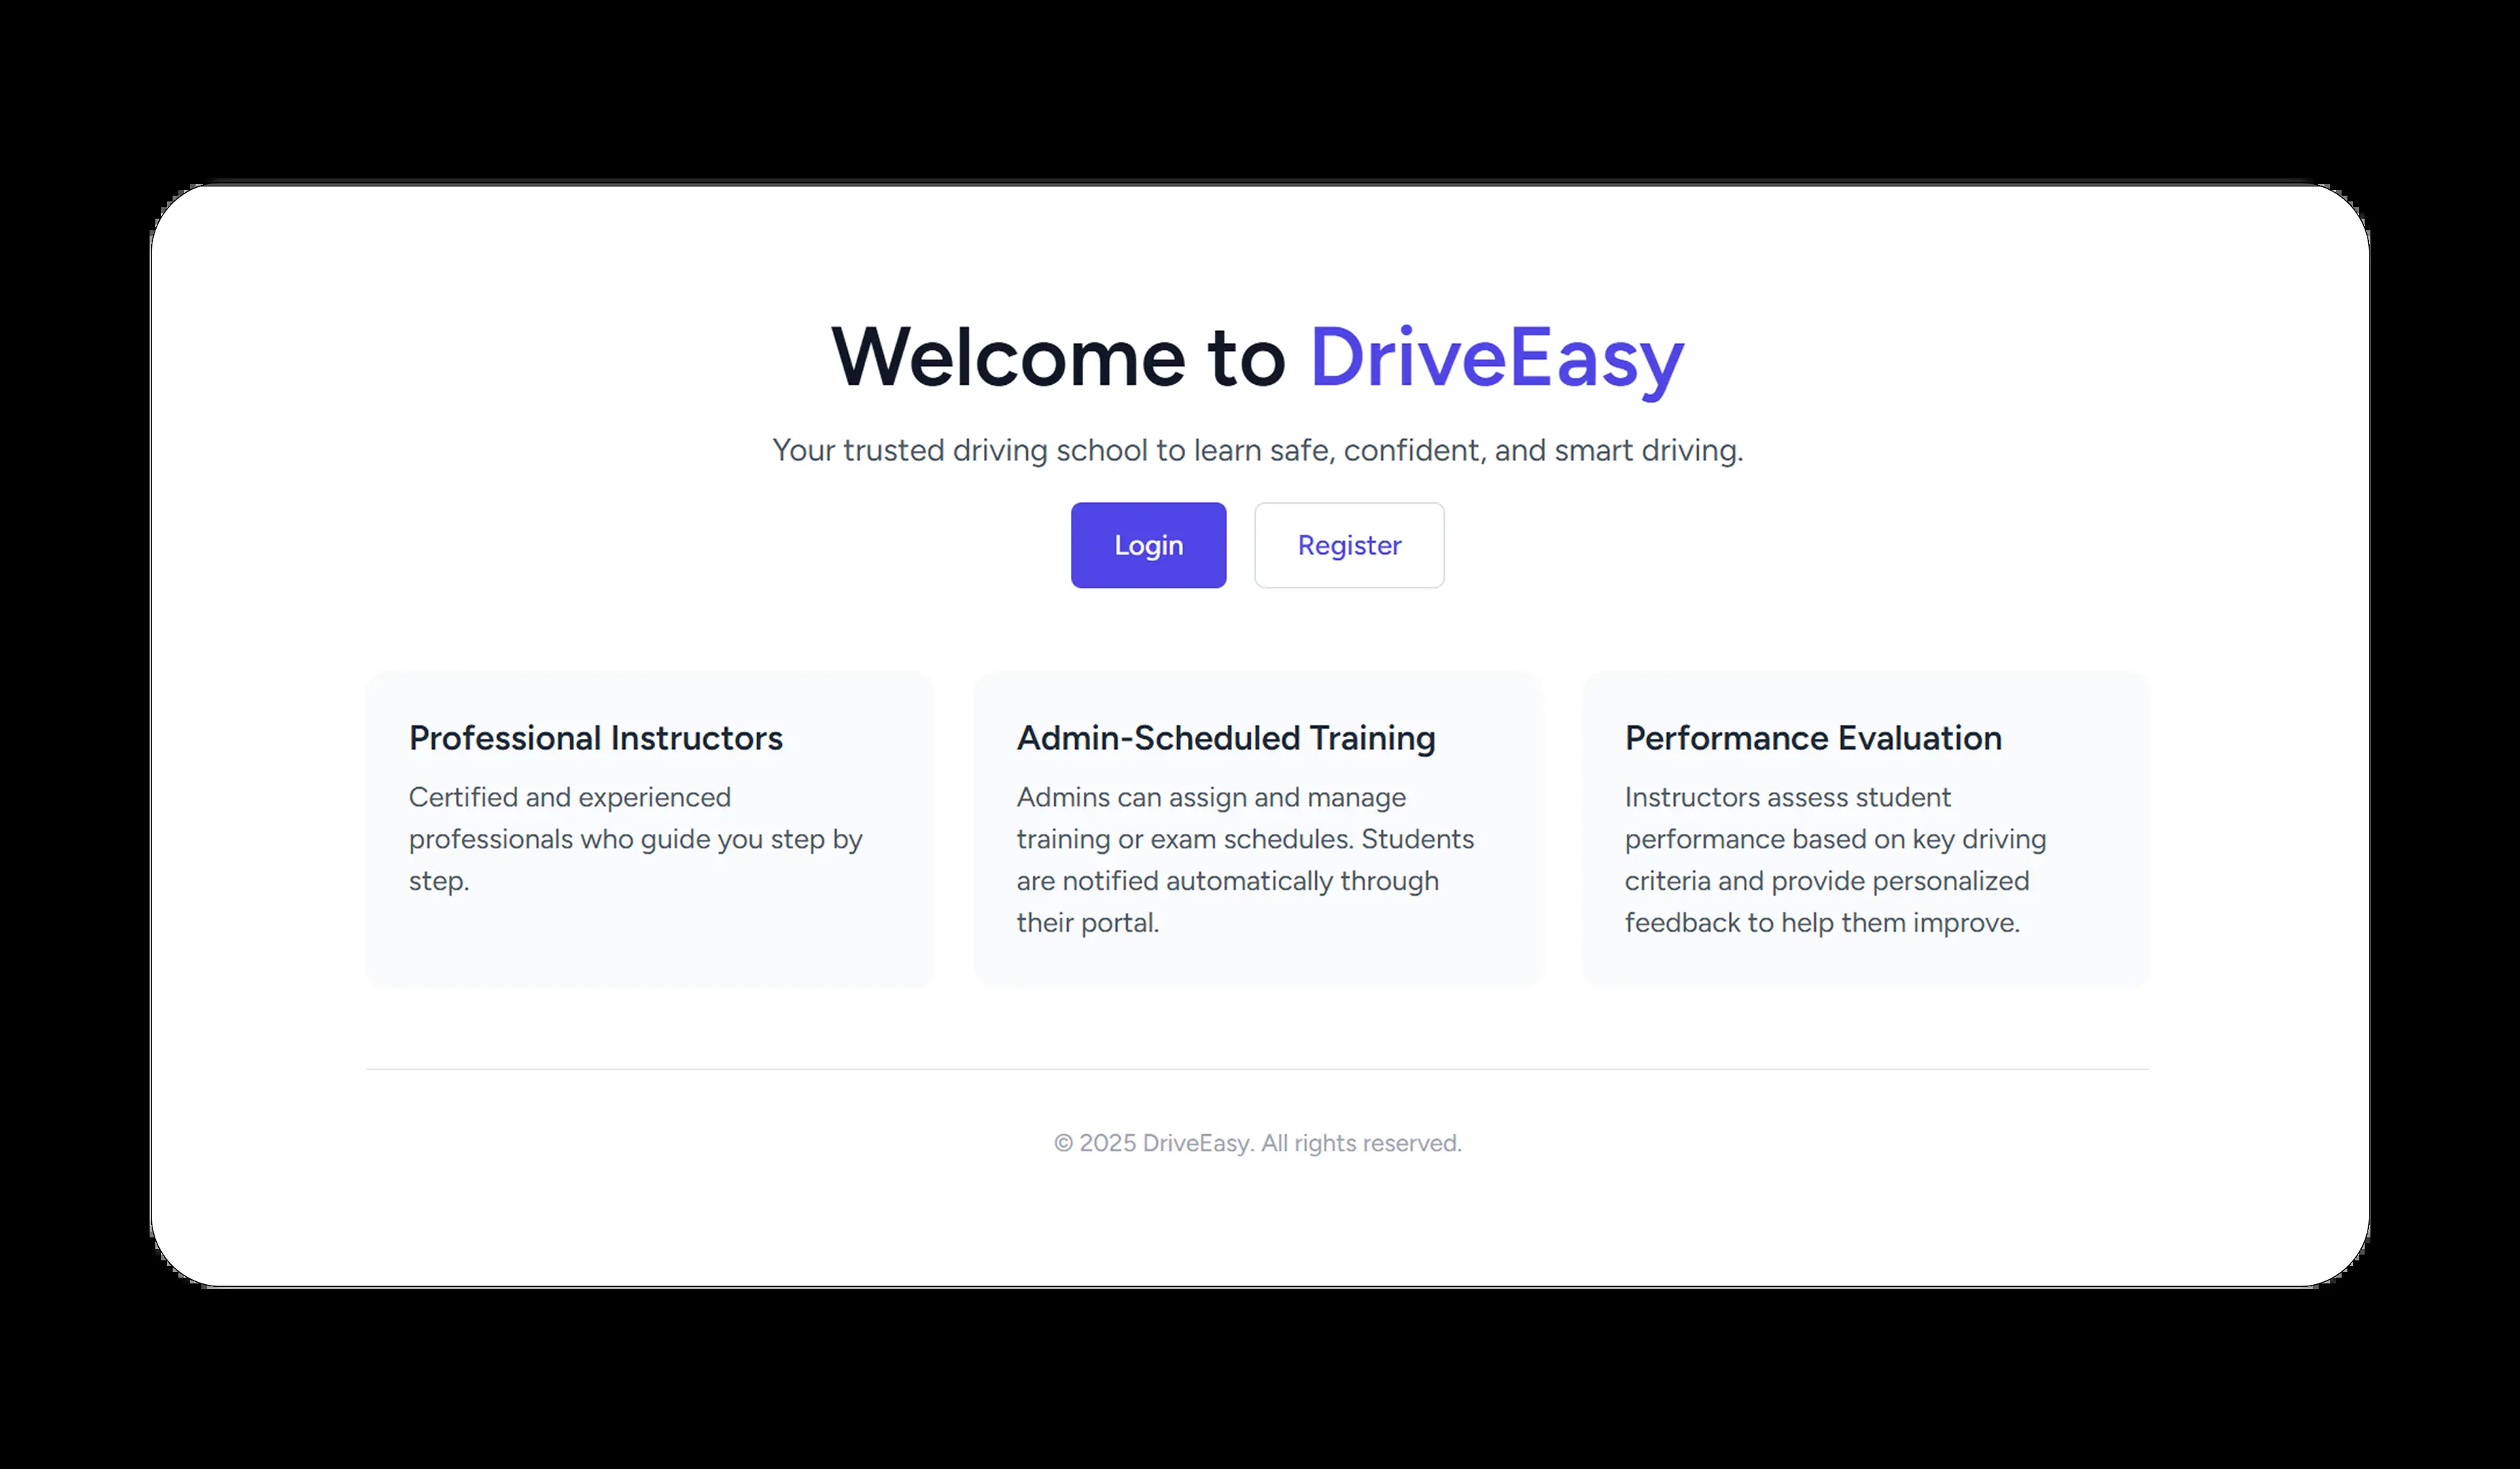 Welcome to DriveEasy
Your trusted driving school to learn safe, confident, and smart driving.
Login
Register
Professional Instructors
Certified and experienced
professionals who guide you step by
step.
Admin-Scheduled Training
Admins can assign and manage
training or exam schedules. Students
are notified automatically through
their portal.
Performance Evaluation
Instructors assess student
performance based on key driving
criteria and provide personalized
feedback to help them improve.
© 2025 DriveEasy. All rights reserved.